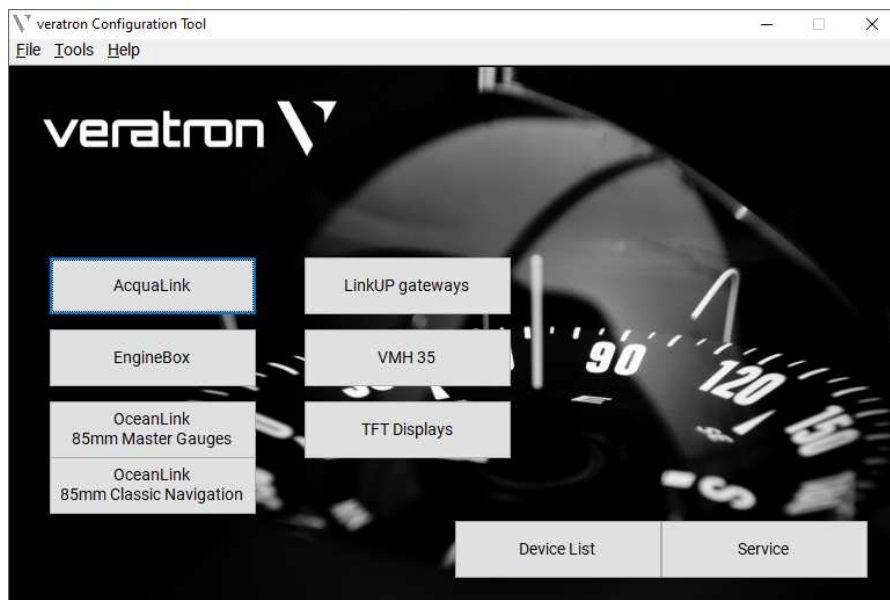 veratron Configuration Tool
File Tools Help
veratron
AcquaLink
LinkUP gateways
EngineBox
VMH 35
OceanLink
85mm Master Gauges
TFT Displays
OceanLink
85mm Classic Navigation
90
120
150
E
S
Device List
Service